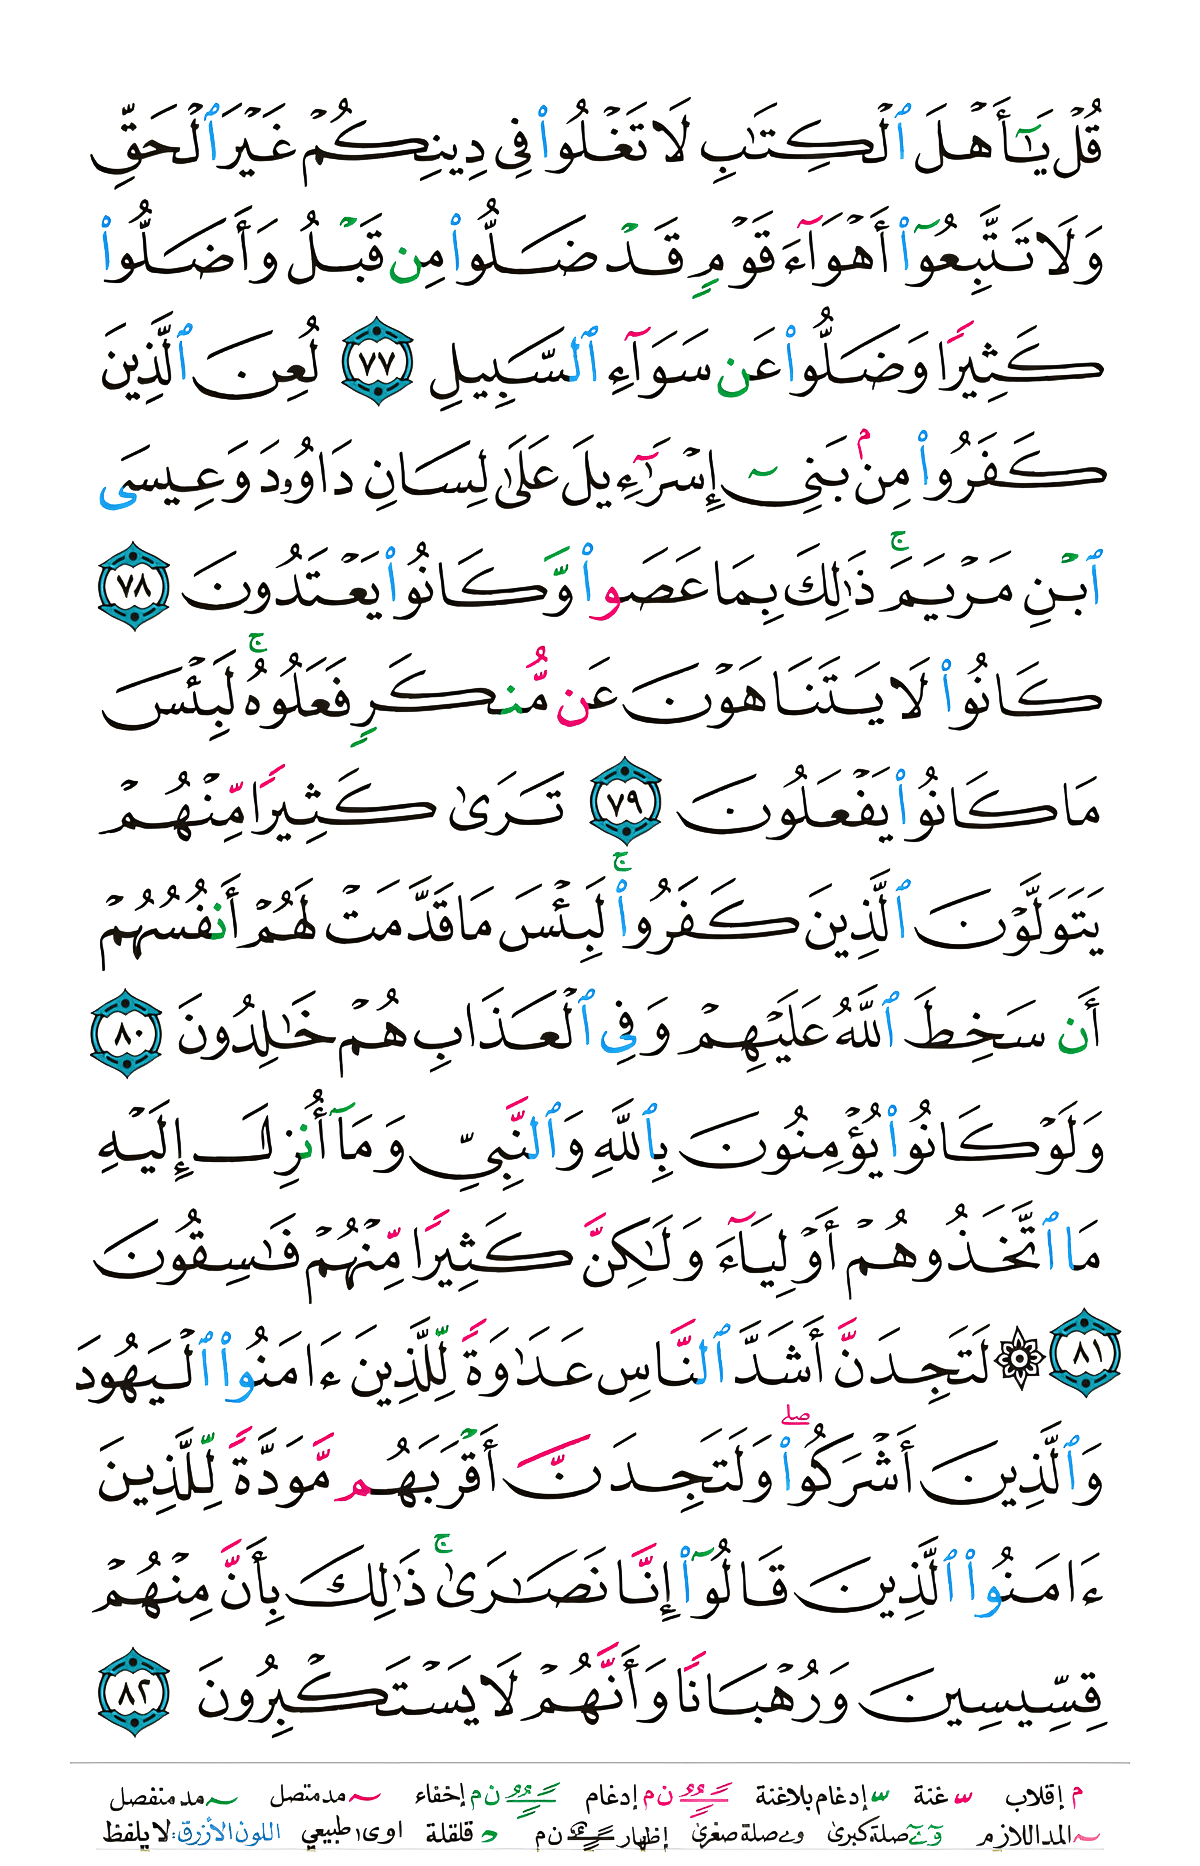 قُلۡ يَـٰٓأَهۡلَ ٱلۡكِتَـٰبِ لَا تَغۡلُوا۟ فِى دِينِكُمۡ غَيۡرَ ٱلۡحَقِّ
وَلَا تَتَّبِعُوٓا۟ أَهۡوَآءَ قَوۡمٍ قَدۡ ضَلُّوا۟ مِن قَبۡلُ وَأَضَلُّوا۟
كَثِيرًا وَضَلُّوا۟ عَن سَوَآءِ ٱلسَّبِيلِ ٧٧ لُعِنَ ٱلَّذِينَ
كَفَرُوا۟ مِنۢ بَنِىٓ إِسۡرَٰٓءِيلَ عَلَىٰ لِسَانِ دَاوُۥدَ وَعِيسَى
ٱبۡنِ مَرۡيَمَۚ ذَٰلِكَ بِمَا عَصَوا۟ وَّكَانُوا۟ يَعۡتَدُونَ ٧٨
كَانُوا۟ لَا يَتَنَاهَوۡنَ عَن مُّنكَرٍ فَعَلُوهُۚ لَبِئۡسَ
مَا كَانُوا۟ يَفۡعَلُونَ ٧٩ تَرَىٰ كَثِيرًا مِّنۡهُمۡ
يَتَوَلَّوۡنَ ٱلَّذِينَ كَفَرُوا۟ۚ لَبِئۡسَ مَا قَدَّمَتۡ لَهُمۡ أَنفُسُهُمۡ
أَن سَخِطَ ٱللَّهُ عَلَيۡهِمۡ وَفِى ٱلۡعَذَابِ هُمۡ خَـٰلِدُونَ ٨٠
وَلَوۡ كَانُوا۟ يُؤۡمِنُونَ بِٱللَّهِ وَٱلنَّبِىِّ وَمَآ أُنزِلَ إِلَيۡهِ
مَا ٱتَّخَذُوهُمۡ أَوۡلِيَآءَ وَلَـٰكِنَّ كَثِيرًا مِّنۡهُمۡ فَـٰسِقُونَ
٨١ ۞ لَتَجِدَنَّ أَشَدَّ ٱلنَّاسِ عَدَٰوَةً لِّلَّذِينَ ءَامَنُوا۟ ٱلۡيَهُودَ
وَٱلَّذِينَ أَشۡرَكُوا۟ۖ وَلَتَجِدَنَّ أَقۡرَبَهُم مَّوَدَّةً لِّلَّذِينَ
ءَامَنُوا۟ ٱلَّذِينَ قَالُوٓا۟ إِنَّا نَصَـٰرَىٰۚ ذَٰلِكَ بِأَنَّ مِنۡهُمۡ
قِسِّيسِينَ وَرُهۡبَانًا وَأَنَّهُمۡ لَا يَسۡتَكۡبِرُونَ ٨٢
م إقلاب غنة إدغام بلاغنة ن م إدغام ن م إخفاء مد متصل مد منفصل
المد اللازم صلة كبرى صلة صغرى إظهار ن م قلقلة اوى طبيعي اللون الأزرق: لا يلفظ